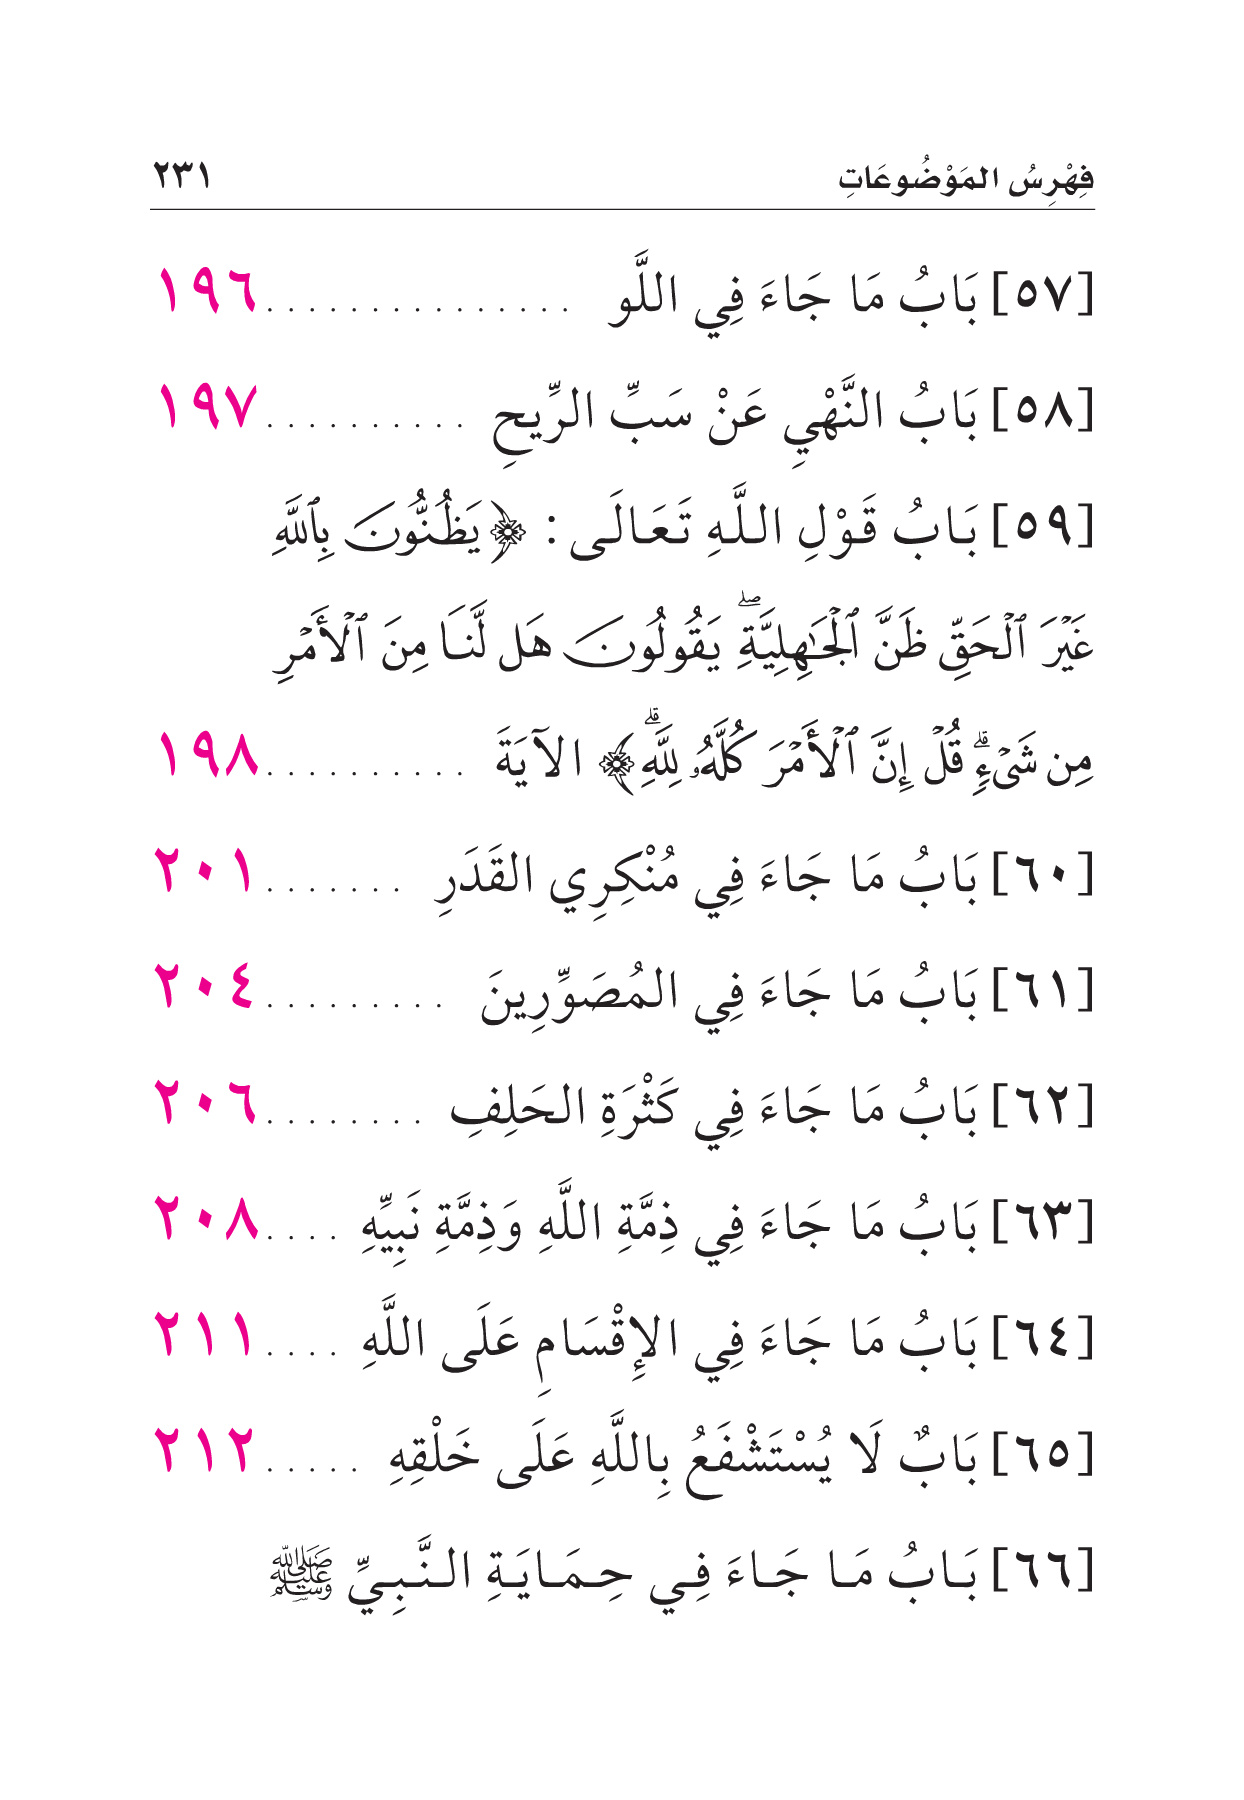 فِهْرِسُ المَوْضُوعَاتِ ٢٣١
[٥٧] بَابُ مَا جَاءَ فِي اللَّو . . . . . . . . . . . . . . . ١٩٦
[٥٨] بَابُ النَّهْيِ عَنْ سَبِّ الرِّيحِ . . . . . . . . . . ١٩٧
[٥٩] بَابُ قَوْلِ اللَّهِ تَعَالَى : ﴿يَظُنُّونَ بِٱللَّهِ
غَيۡرَ ٱلۡحَقِّ ظَنَّ ٱلۡجَٰهِلِيَّةِۖ يَقُولُونَ هَل لَّنَا مِنَ ٱلۡأَمۡرِ
مِن شَيۡءٖۗ قُلۡ إِنَّ ٱلۡأَمۡرَ كُلَّهُۥ لِلَّهِۗ﴾ الآيَةَ . . . . . . . . . . ١٩٨
[٦٠] بَابُ مَا جَاءَ فِي مُنْكِرِي القَدَرِ . . . . . . . ٢٠١
[٦١] بَابُ مَا جَاءَ فِي المُصَوِّرِينَ . . . . . . . . . ٢٠٤
[٦٢] بَابُ مَا جَاءَ فِي كَثْرَةِ الحَلِفِ . . . . . . . . ٢٠٦
[٦٣] بَابُ مَا جَاءَ فِي ذِمَّةِ اللَّهِ وَذِمَّةِ نَبِيِّهِ . . . . ٢٠٨
[٦٤] بَابُ مَا جَاءَ فِي الإِقْسَامِ عَلَى اللَّهِ . . . . ٢١١
[٦٥] بَابٌ لَا يُسْتَشْفَعُ بِاللَّهِ عَلَى خَلْقِهِ . . . . . ٢١٢
[٦٦] بَابُ مَا جَاءَ فِي حِمَايَةِ النَّبِيِّ ﷺ